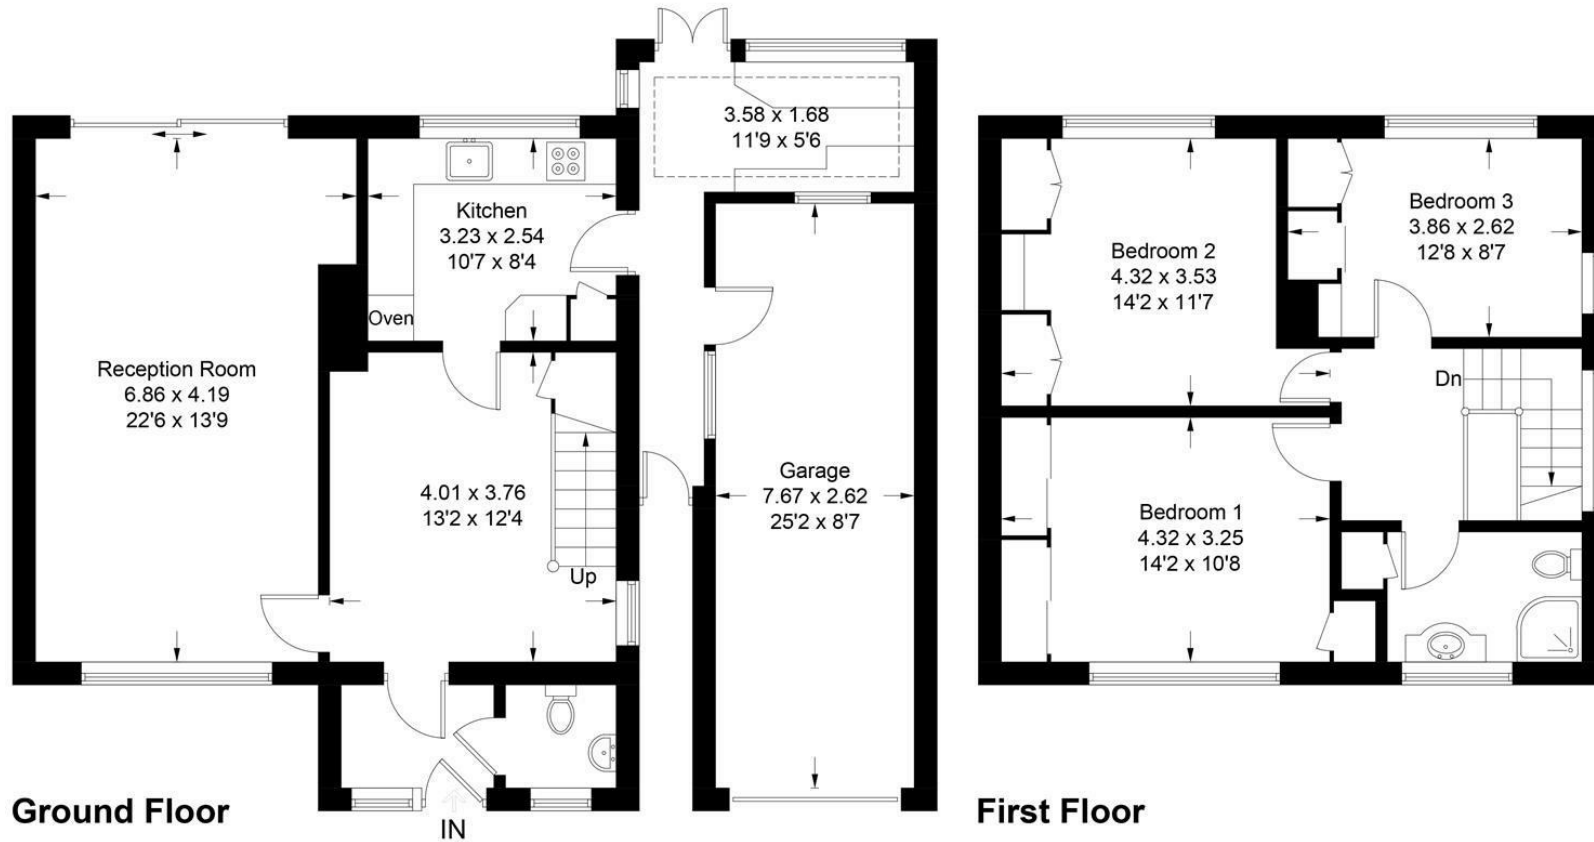 3.58 x 1.68
11'9 x 5'6
Kitchen
3.23 x 2.54
10'7 x 8'4
Oven
Reception Room
6.86 x 4.19
22'6 x 13'9
4.01 x 3.76
13'2 x 12'4
Up
Garage
7.67 x 2.62
25'2 x 8'7
IN
Ground Floor
Bedroom 2
4.32 x 3.53
14'2 x 11'7
Bedroom 3
3.86 x 2.62
12'8 x 8'7
Dn
Bedroom 1
4.32 x 3.25
14'2 x 10'8
First Floor